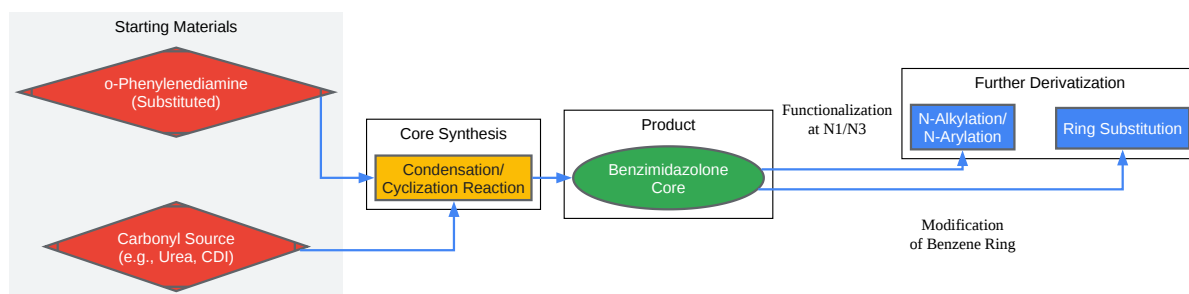 Starting Materials
o-Phenylenediamine
(Substituted)
Carbonyl Source
(e.g., Urea, CDI)
Core Synthesis
Condensation/
Cyclization Reaction
Product
Benzimidazolone
Core
Functionalization
at N1/N3
Modification
of Benzene Ring
Further Derivatization
N-Alkylation/
N-Arylation
Ring Substitution